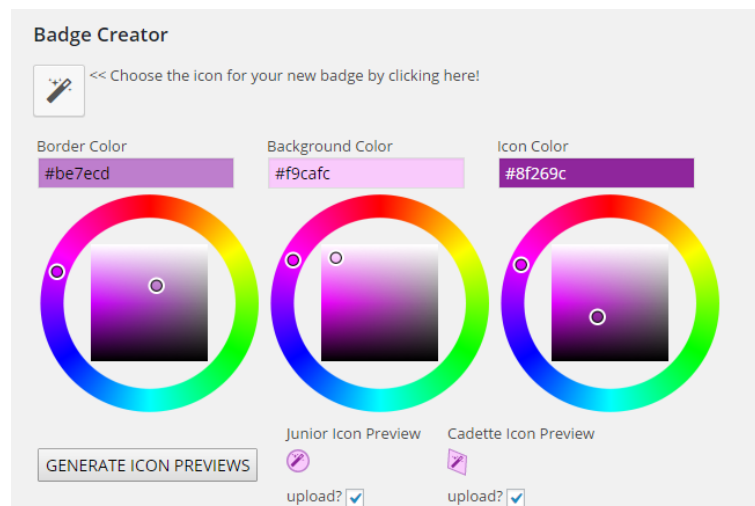 Badge Creator
<< Choose the icon for your new badge by clicking here!
Border Color
Background Color
Icon Color
#be7ecd
#f9cafc
#8f269c
Junior Icon Preview
Cadette Icon Preview
GENERATE ICON PREVIEWS
upload?
upload?